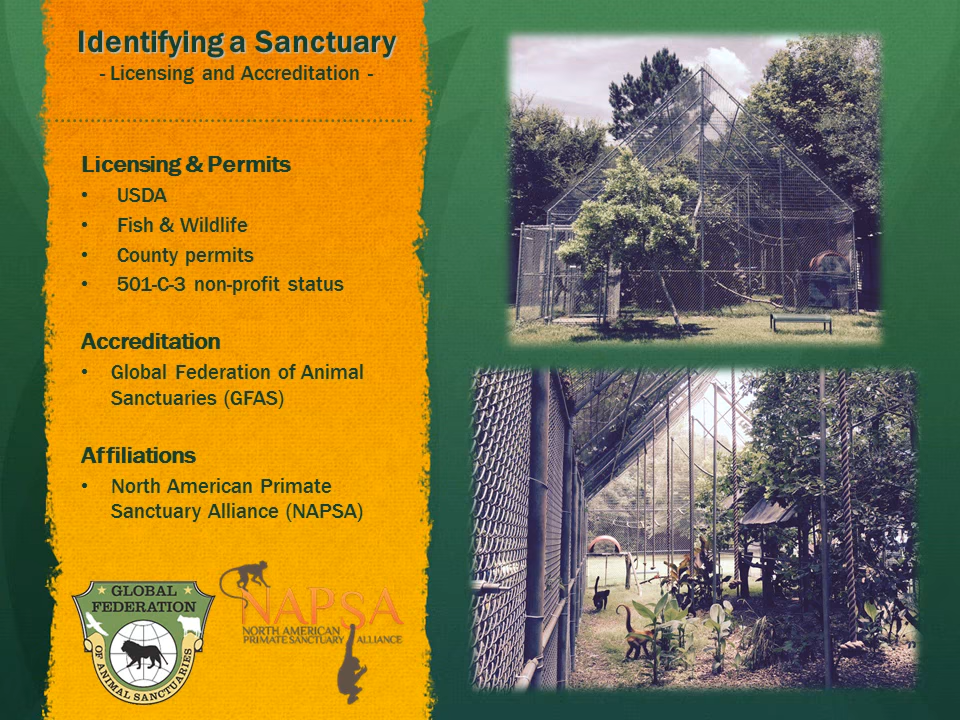 Identifying a Sanctuary
- Licensing and Accreditation -
Licensing & Permits
• USDA
• Fish & Wildlife
• County permits
• 501-C-3 non-profit status
Accreditation
• Global Federation of Animal
Sanctuaries (GFAS)
Affiliations
• North American Primate
Sanctuary Alliance (NAPSA)
GLOBAL
FEDERATION
OF ANIMAL SANCTUARIES
NAPSA
NORTH AMERICAN
PRIMATE SANCTUARY ALLIANCE